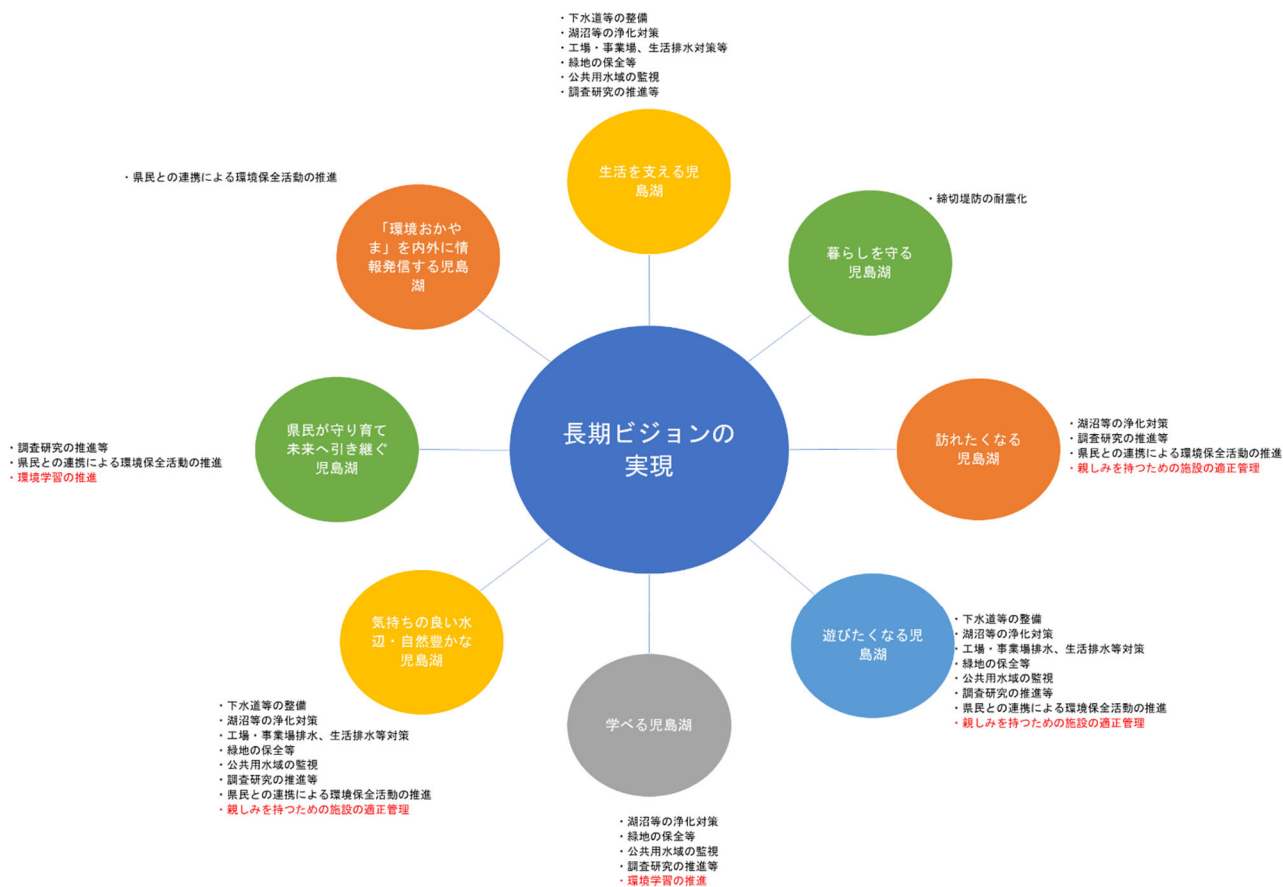 ・下水道等の整備
・湖沼等の浄化対策
・工場・事業場、生活排水対策等
・緑地の保全等
・公共用水域の監視
・調査研究の推進等
生活を支える児
島湖
・締切堤防の耐震化
暮らしを守る
児島湖
訪れたくなる
児島湖
・湖沼等の浄化対策
・調査研究の推進等
・県民との連携による環境保全活動の推進
・親しみを持つための施設の適正管理
遊びたくなる児
島湖
・下水道等の整備
・湖沼等の浄化対策
・工場・事業場排水、生活排水等対策
・緑地の保全等
・公共用水域の監視
・調査研究の推進等
・県民との連携による環境保全活動の推進
・親しみを持つための施設の適正管理
学べる児島湖
・湖沼等の浄化対策
・緑地の保全等
・公共用水域の監視
・調査研究の推進等
・環境学習の推進
気持ちの良い水
辺・自然豊かな
児島湖
・下水道等の整備
・湖沼等の浄化対策
・工場・事業場排水、生活排水等対策
・緑地の保全等
・公共用水域の監視
・調査研究の推進等
・県民との連携による環境保全活動の推進
・親しみを持つための施設の適正管理
県民が守り育て
未来へ引き継ぐ
児島湖
・調査研究の推進等
・県民との連携による環境保全活動の推進
・環境学習の推進
・県民との連携による環境保全活動の推進
「環境おかや
ま」を内外に情
報発信する児島
湖
長期ビジョンの
実現